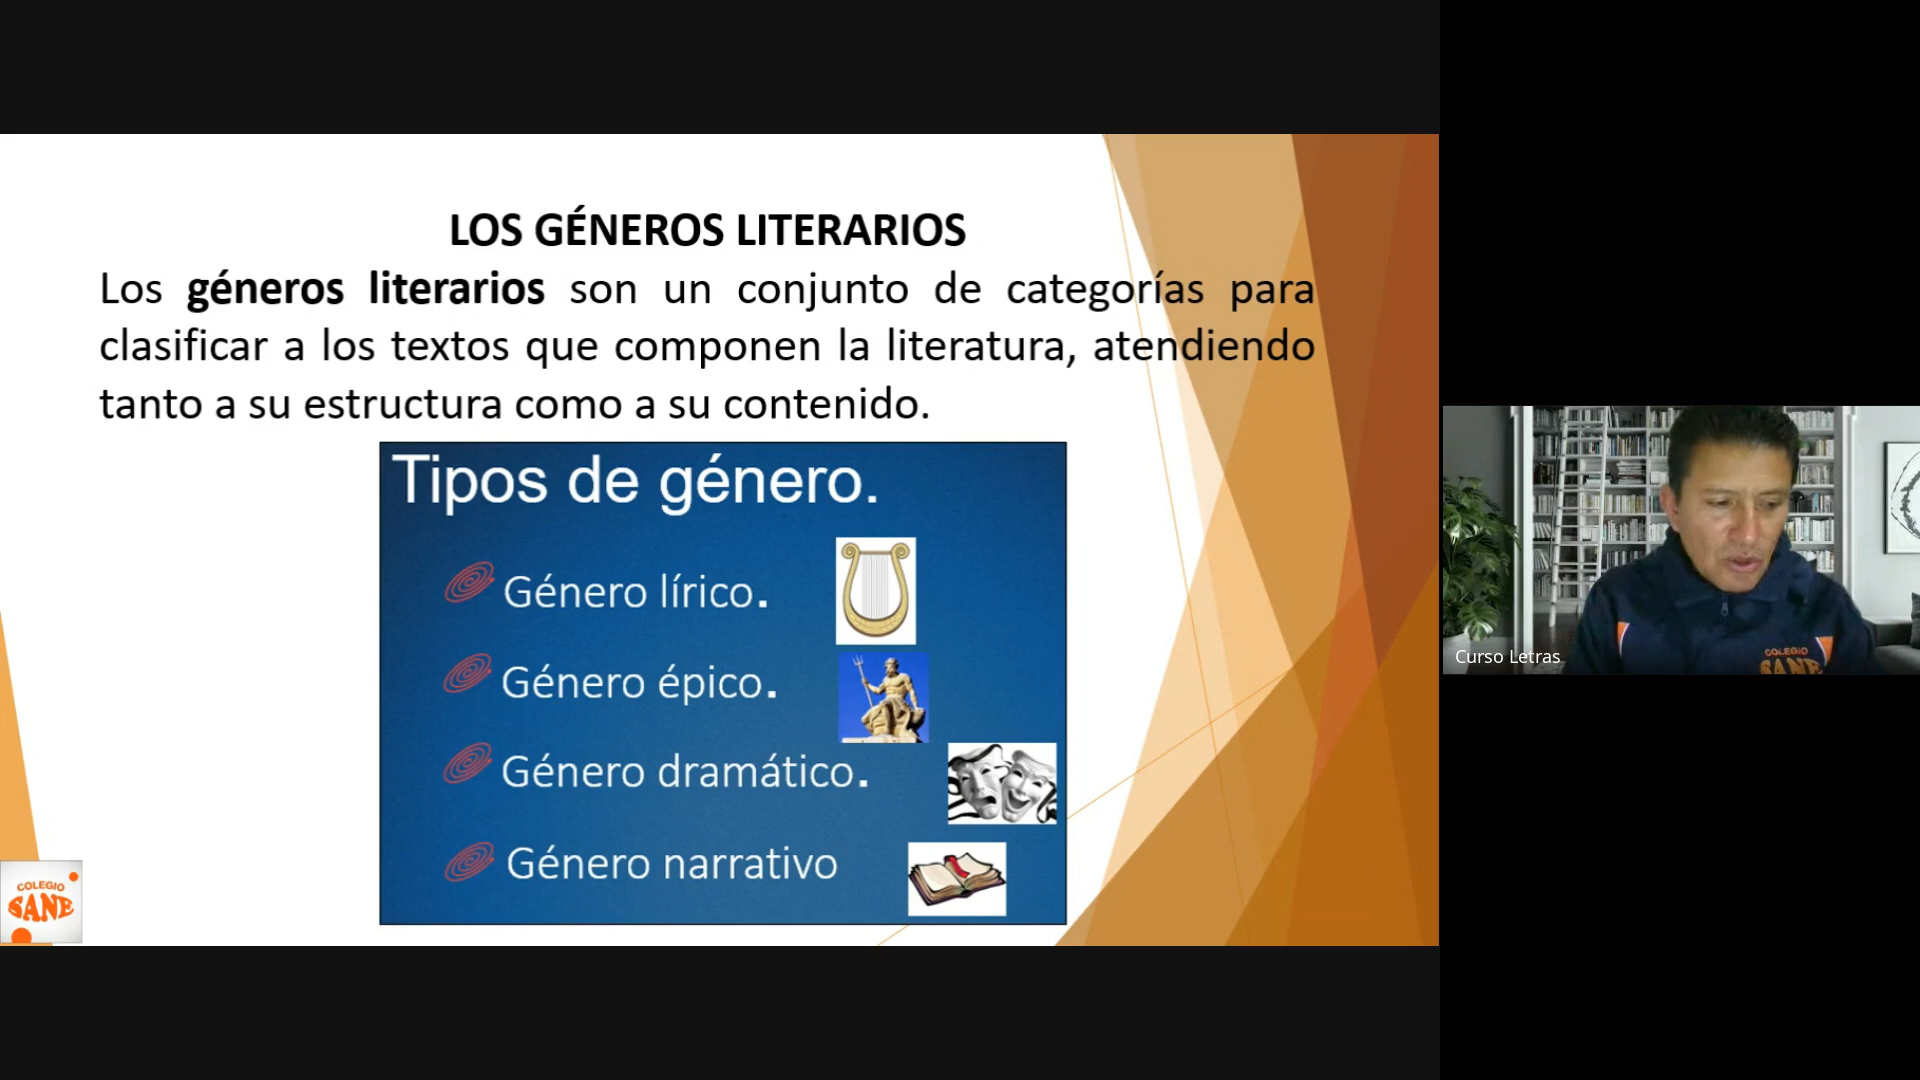 LOS GÉNEROS LITERARIOS
Los géneros literarios son un conjunto de categorías para
clasificar a los textos que componen la literatura, atendiendo
tanto a su estructura como a su contenido.
Tipos de género.
Género lírico.
Género épico.
Género dramático.
Género narrativo
COLEGIO
SANE
Curso Letras
COLEGIO
SANE